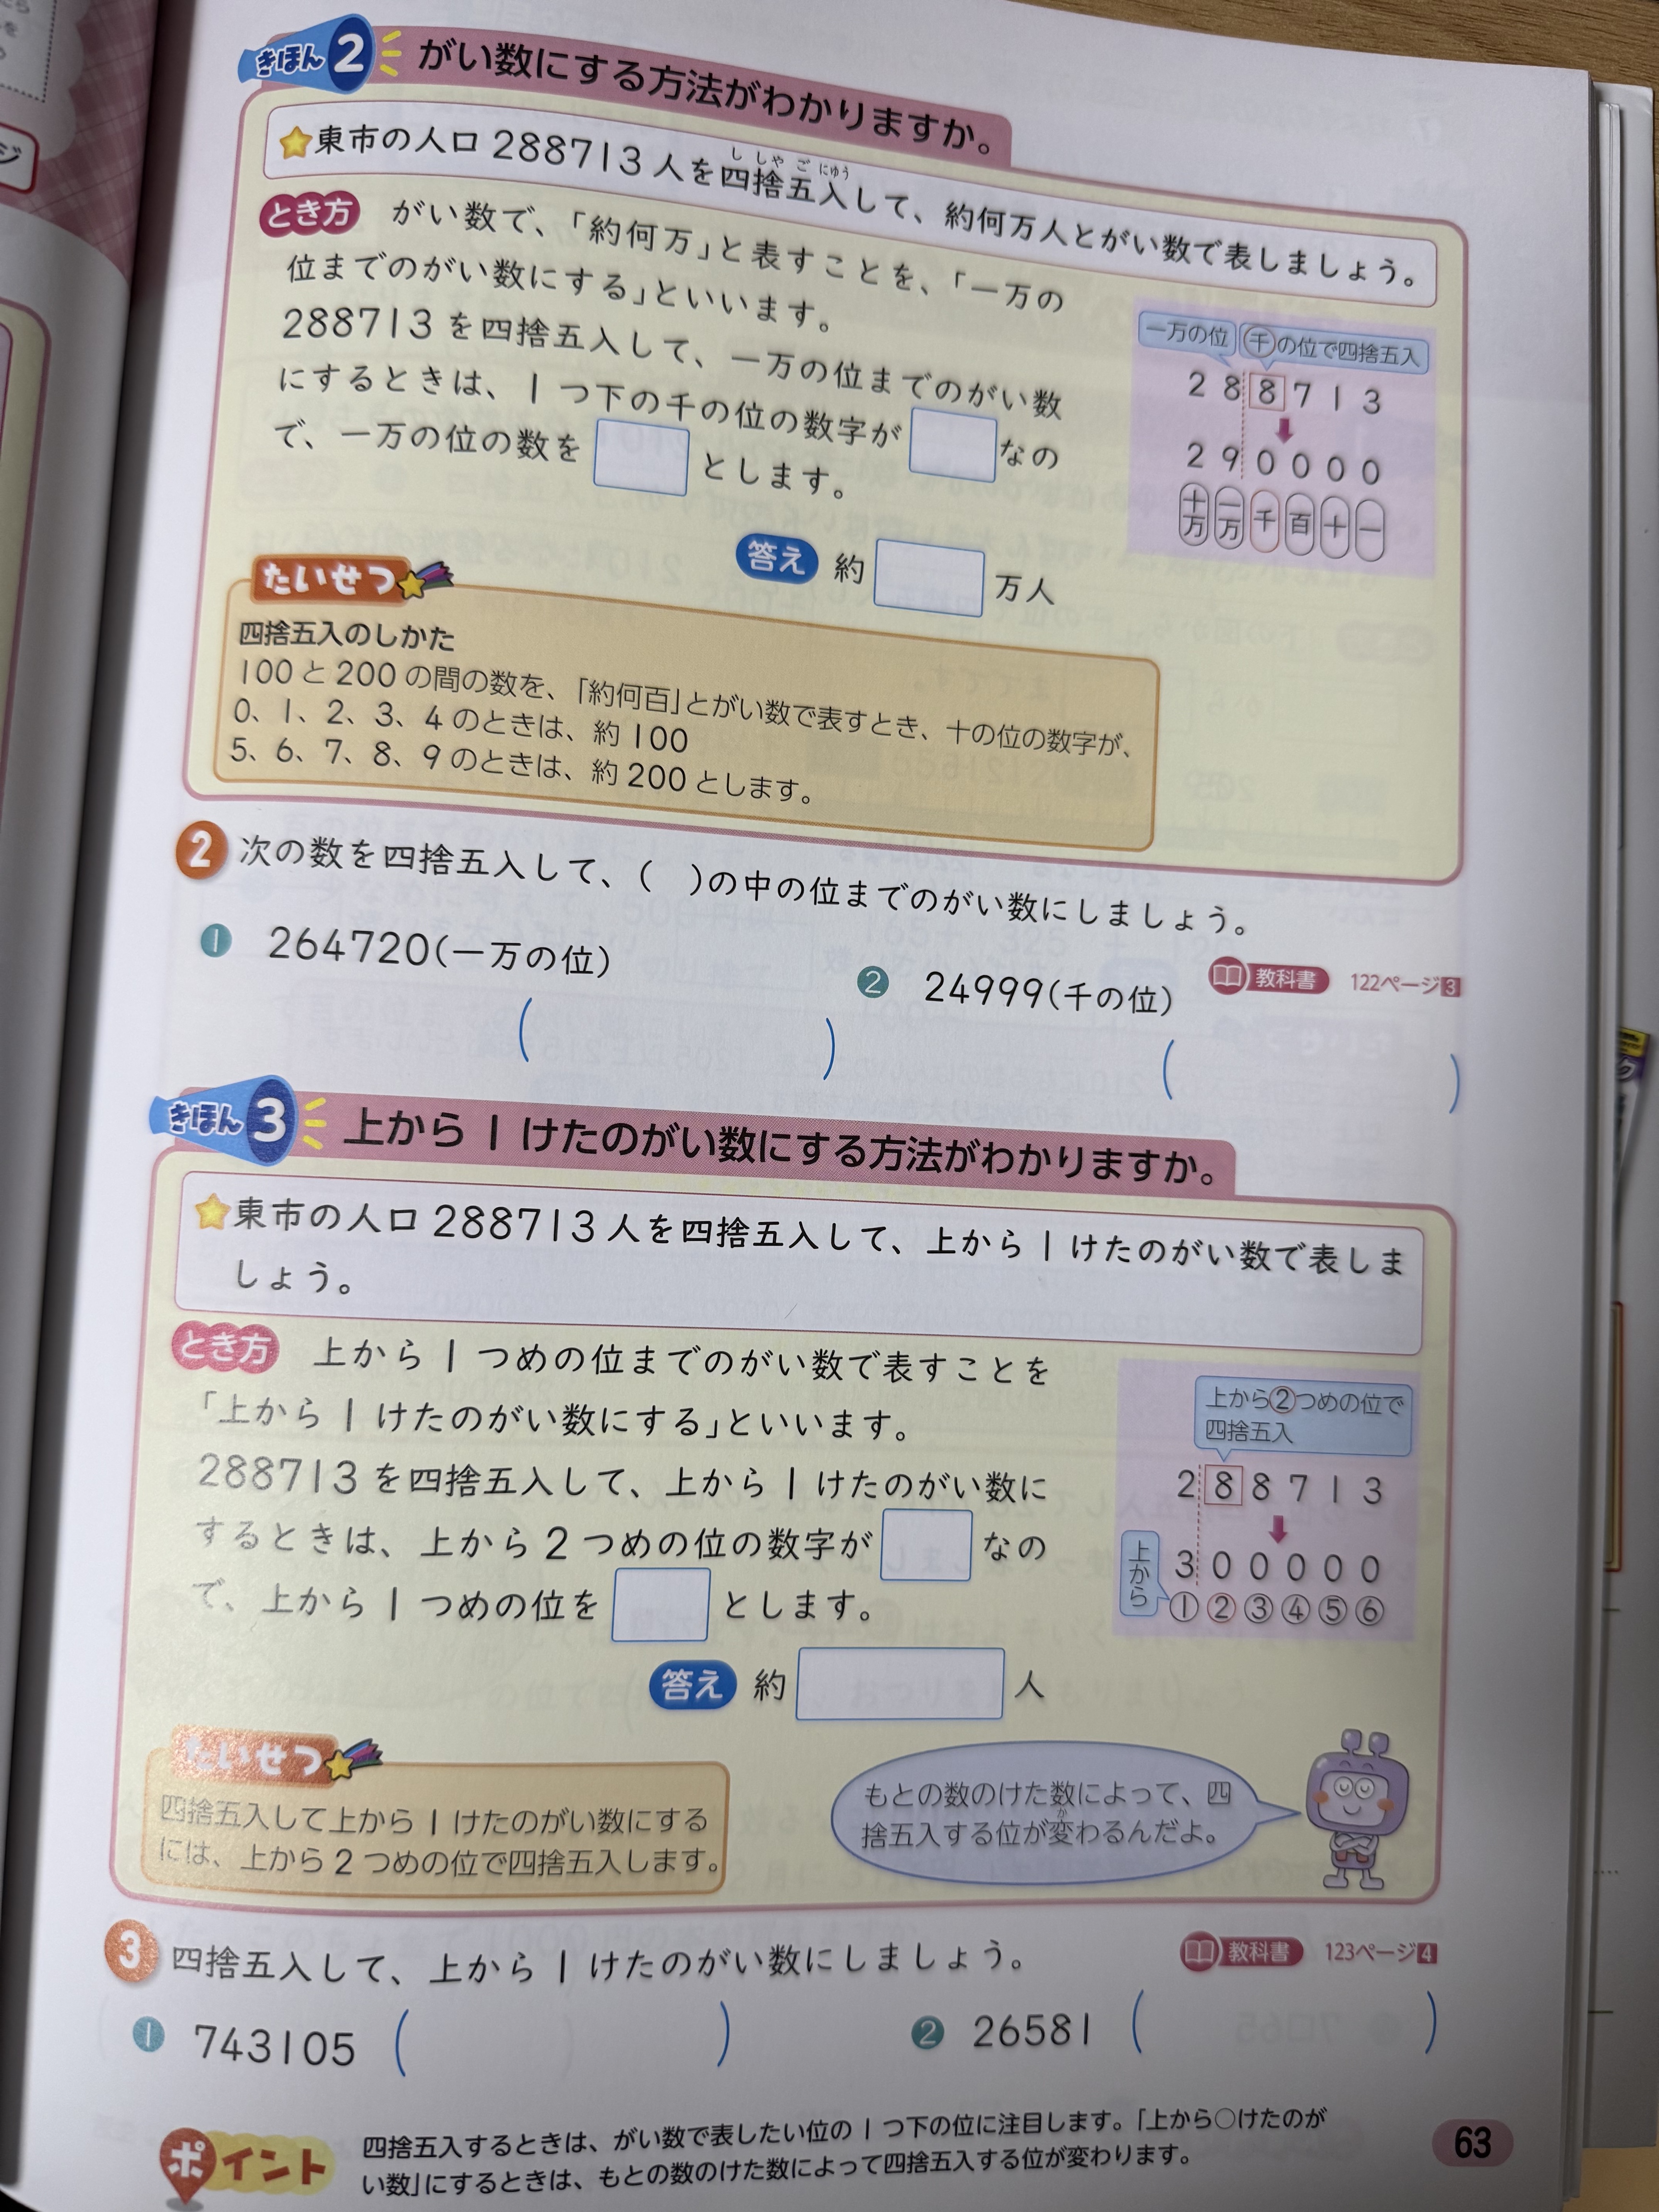 きほん2 がい数にする方法がわかりますか。
東市の人口288713人を四捨五入して、約何万人とがい数で表しましょう。
し しゃ ご にゅう
とき方 がい数で、「約何万」と表すことを、「一万の
位までのがい数にする」といいます。
288713を四捨五入して、一万の位までのがい数
にするときは、1つ下の千の位の数字が なの
で、一万の位の数を とします。
一万の位 千の位で四捨五入
288713
290000
十万 一万 千 百 十 一
答え 約 万人
たいせつ
四捨五入のしかた
100と200の間の数を、「約何百」とがい数で表すとき、十の位の数字が、
0、1、2、3、4のときは、約100
5、6、7、8、9のときは、約200とします。
2 次の数を四捨五入して、( )の中の位までのがい数にしましょう。
教科書 122ページ3
1 264720(一万の位)
2 24999(千の位)
( )
( )
きほん3 上から1けたのがい数にする方法がわかりますか。
東市の人口288713人を四捨五入して、上から1けたのがい数で表しま
しょう。
とき方 上から1つめの位までのがい数で表すことを
「上から1けたのがい数にする」といいます。
288713を四捨五入して、上から1けたのがい数に
するときは、上から2つめの位の数字が なの
で、上から1つめの位を とします。
上から②つめの位で
四捨五入
288713
300000
上から ①②③④⑤⑥
答え 約 人
たいせつ
四捨五入して上から1けたのがい数にする
には、上から2つめの位で四捨五入します。
もとの数のけた数によって、四
捨五入する位が変わるんだよ。
か
3 四捨五入して、上から1けたのがい数にしましょう。
教科書 123ページ4
1 743105 ( )
2 26581 ( )
ポイント
四捨五入するときは、がい数で表したい位の1つ下の位に注目します。「上から○けたのが
い数」にするときは、もとの数のけた数によって四捨五入する位が変わります。
63
ジ